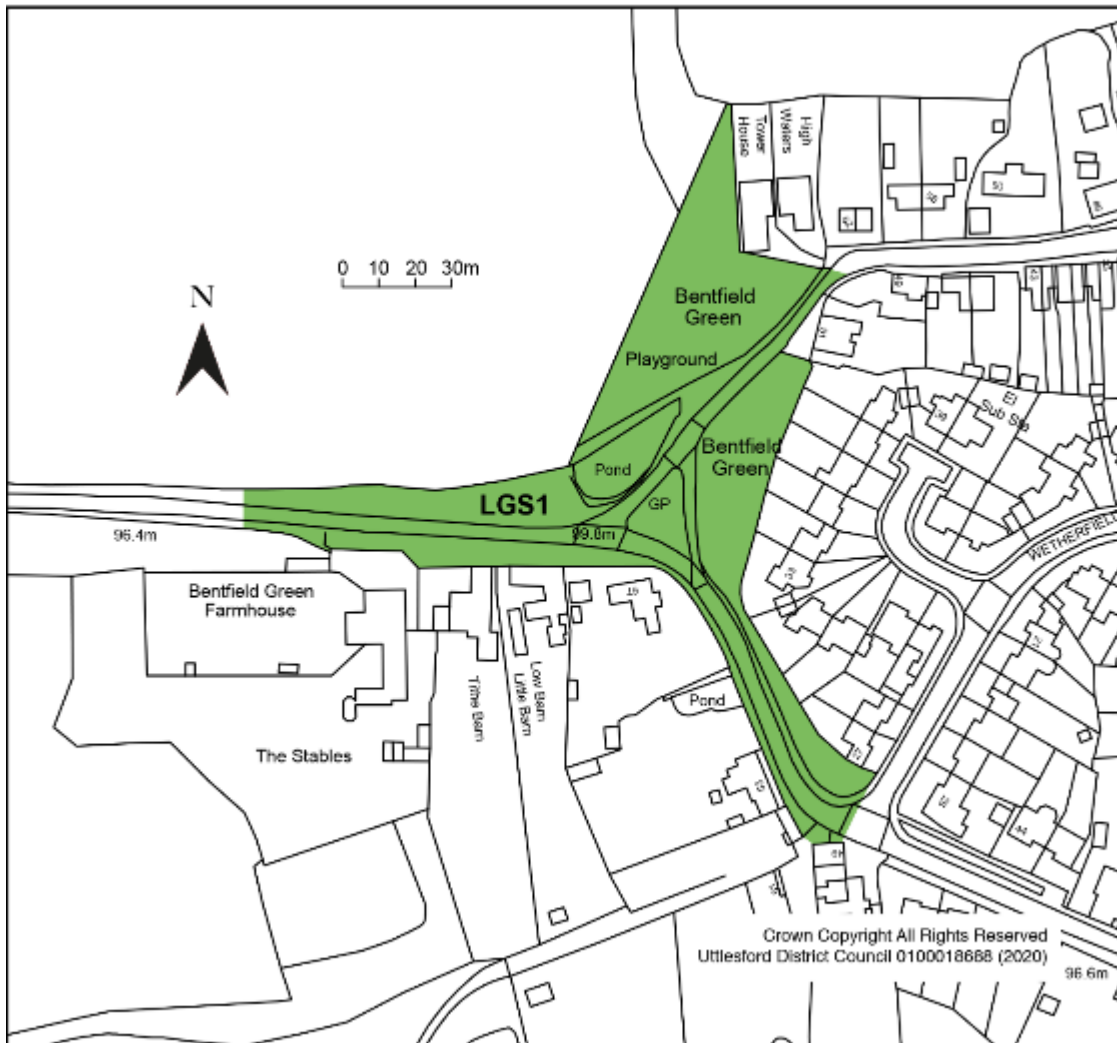 Tower
House
High
Waters
N
0 10 20 30m
Bentfield
Green
Playground
Bentfield
Green
Pond
LGS1
GP
99.8m
96.4m
El
Sub Sta
WETHERFIELD
Bentfield Green
Farmhouse
The Stables
Tithe Barn
Low Barn
Little Barn
Pond
44
Crown Copyright All Rights Reserved
Uttlesford District Council 0100018688 (2020)
96.6m